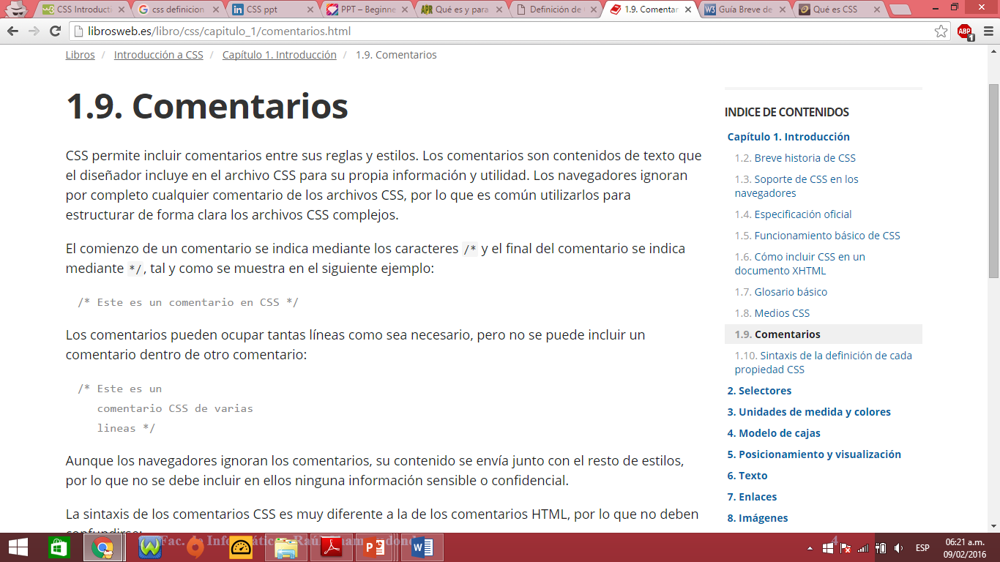 CSS Introducti
css definicion
CSS ppt
PPT – Beginne
Qué es y para
Definición de
1.9. Comentar
Guía Breve de
Qué es CSS
librosweb.es/libro/css/capitulo_1/comentarios.html
ABP
1
Libros / Introducción a CSS / Capítulo 1. Introducción / 1.9. Comentarios
1.9. Comentarios
CSS permite incluir comentarios entre sus reglas y estilos. Los comentarios son contenidos de texto que
el diseñador incluye en el archivo CSS para su propia información y utilidad. Los navegadores ignoran
por completo cualquier comentario de los archivos CSS, por lo que es común utilizarlos para
estructurar de forma clara los archivos CSS complejos.
El comienzo de un comentario se indica mediante los caracteres /* y el final del comentario se indica
mediante */, tal y como se muestra en el siguiente ejemplo:
/* Este es un comentario en CSS */
Los comentarios pueden ocupar tantas líneas como sea necesario, pero no se puede incluir un
comentario dentro de otro comentario:
/* Este es un
comentario CSS de varias
lineas */
Aunque los navegadores ignoran los comentarios, su contenido se envía junto con el resto de estilos,
por lo que no se debe incluir en ellos ninguna información sensible o confidencial.
La sintaxis de los comentarios CSS es muy diferente a la de los comentarios HTML, por lo que no deben
confundirse:
INDICE DE CONTENIDOS
Capítulo 1. Introducción
1.2. Breve historia de CSS
1.3. Soporte de CSS en los
navegadores
1.4. Especificación oficial
1.5. Funcionamiento básico de CSS
1.6. Cómo incluir CSS en un
documento XHTML
1.7. Glosario básico
1.8. Medios CSS
1.9. Comentarios
1.10. Sintaxis de la definición de cada
propiedad CSS
2. Selectores
3. Unidades de medida y colores
4. Modelo de cajas
5. Posicionamiento y visualización
6. Texto
7. Enlaces
8. Imágenes
Fac. de Informática
4
ESP
06:21 a.m.
09/02/2016